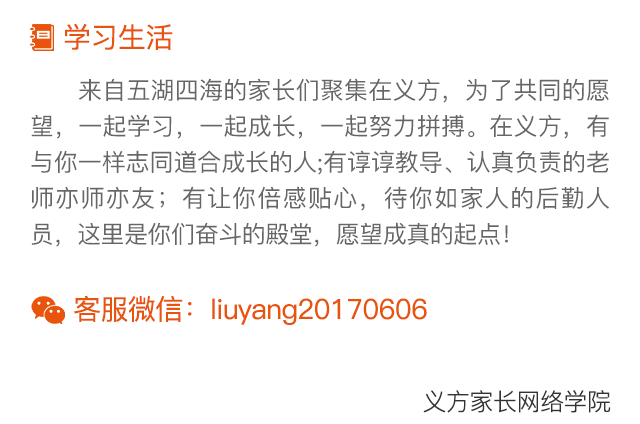 学习生活
来自五湖四海的家长们聚集在义方，为了共同的愿
望，一起学习，一起成长，一起努力拼搏。在义方，有
与你一样志同道合成长的人;有谆谆教导、认真负责的老
师亦师亦友；有让你倍感贴心，待你如家人的后勤人
员，这里是你们奋斗的殿堂，愿望成真的起点！
客服微信：liuyang20170606
义方家长网络学院